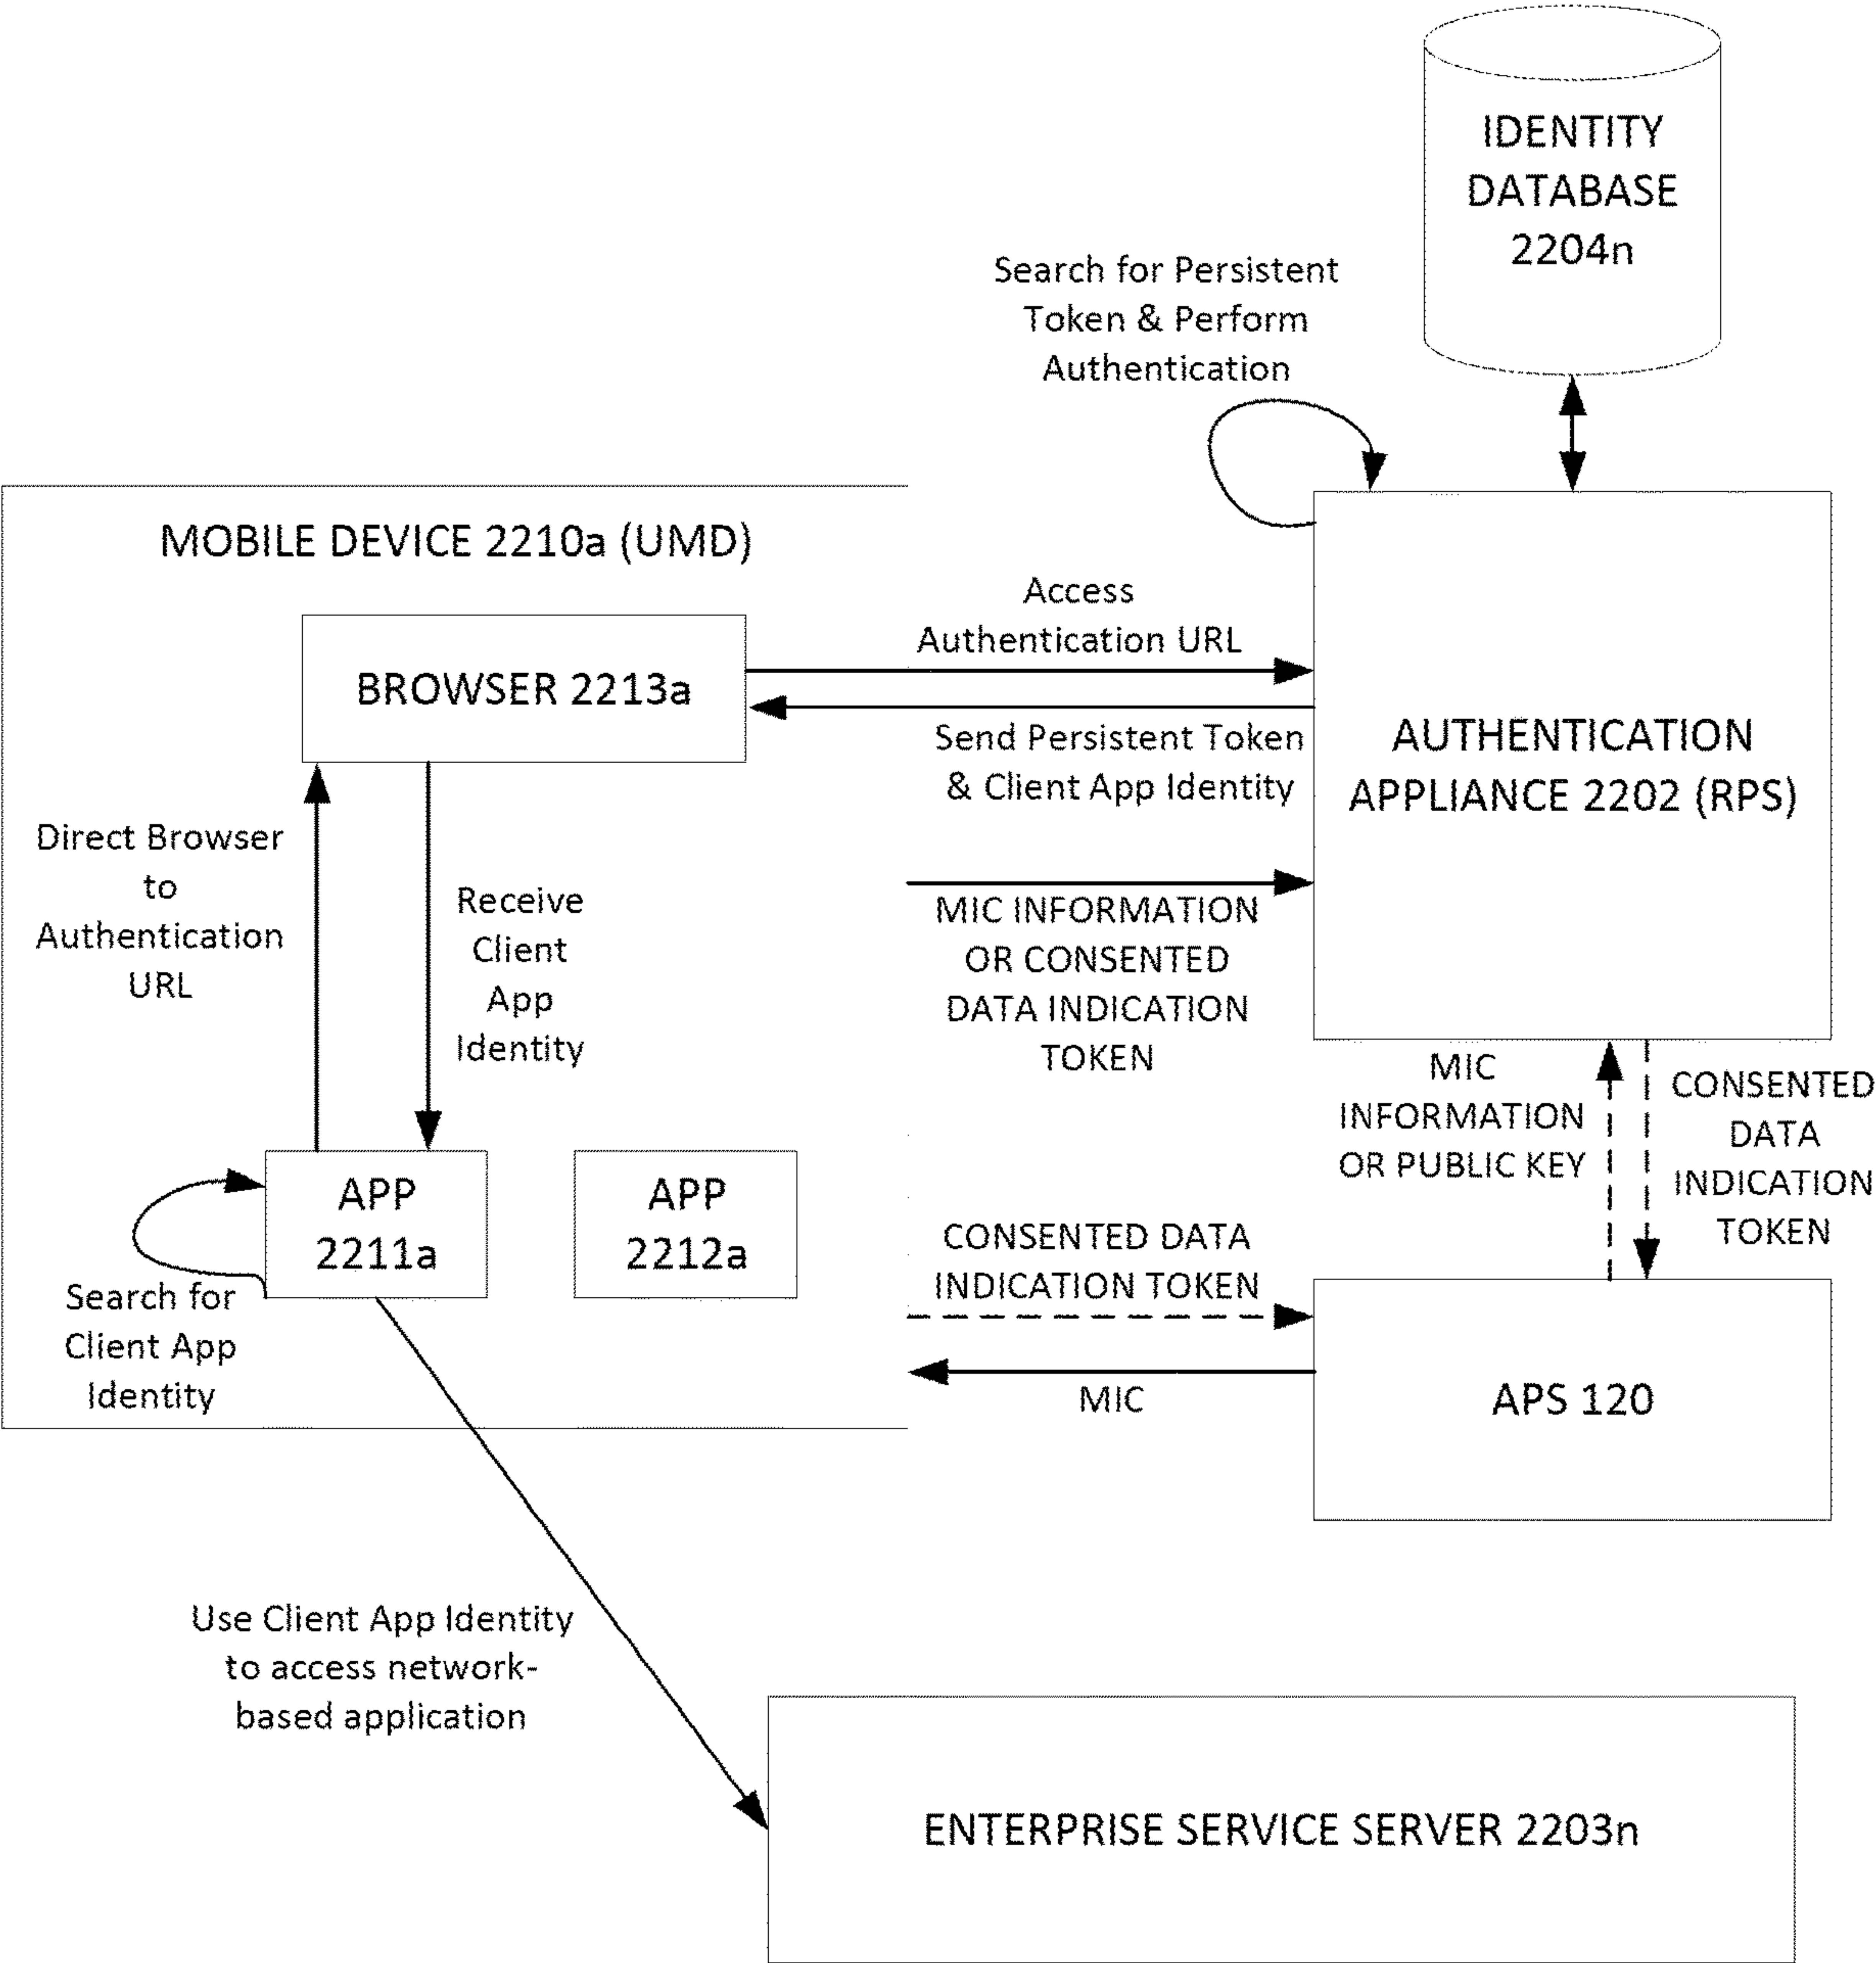 IDENTITY
DATABASE
2204n
Search for Persistent
Token & Perform
Authentication
MOBILE DEVICE 2210a (UMD)
Access
Authentication URL
BROWSER 2213a
Send Persistent Token
& Client App Identity
AUTHENTICATION
APPLIANCE 2202 (RPS)
Direct Browser
to
Authentication
URL
Receive
Client
App
Identity
MIC INFORMATION
OR CONSENTED
DATA INDICATION
TOKEN
MIC
INFORMATION
OR PUBLIC KEY
CONSENTED
DATA
INDICATION
TOKEN
APP
2211a
APP
2212a
Search for
Client App
Identity
CONSENTED DATA
INDICATION TOKEN
MIC
APS 120
Use Client App Identity
to access network-
based application
ENTERPRISE SERVICE SERVER 2203n